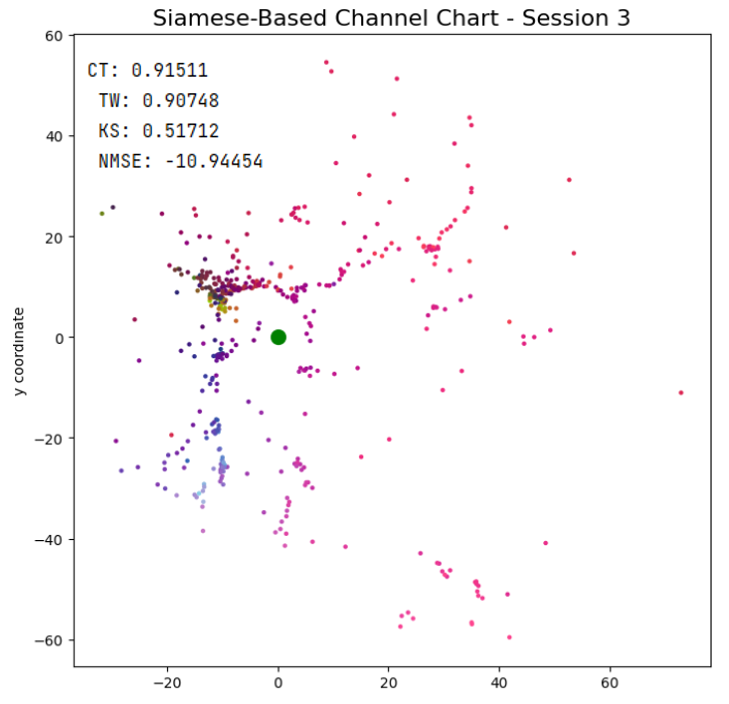 Siamese-Based Channel Chart - Session 3
60
CT: 0.91511
TW: 0.90748
KS: 0.51712
NMSE: -10.94454
40
20
0
−20
−40
−60
y coordinate
−20 0 20 40 60